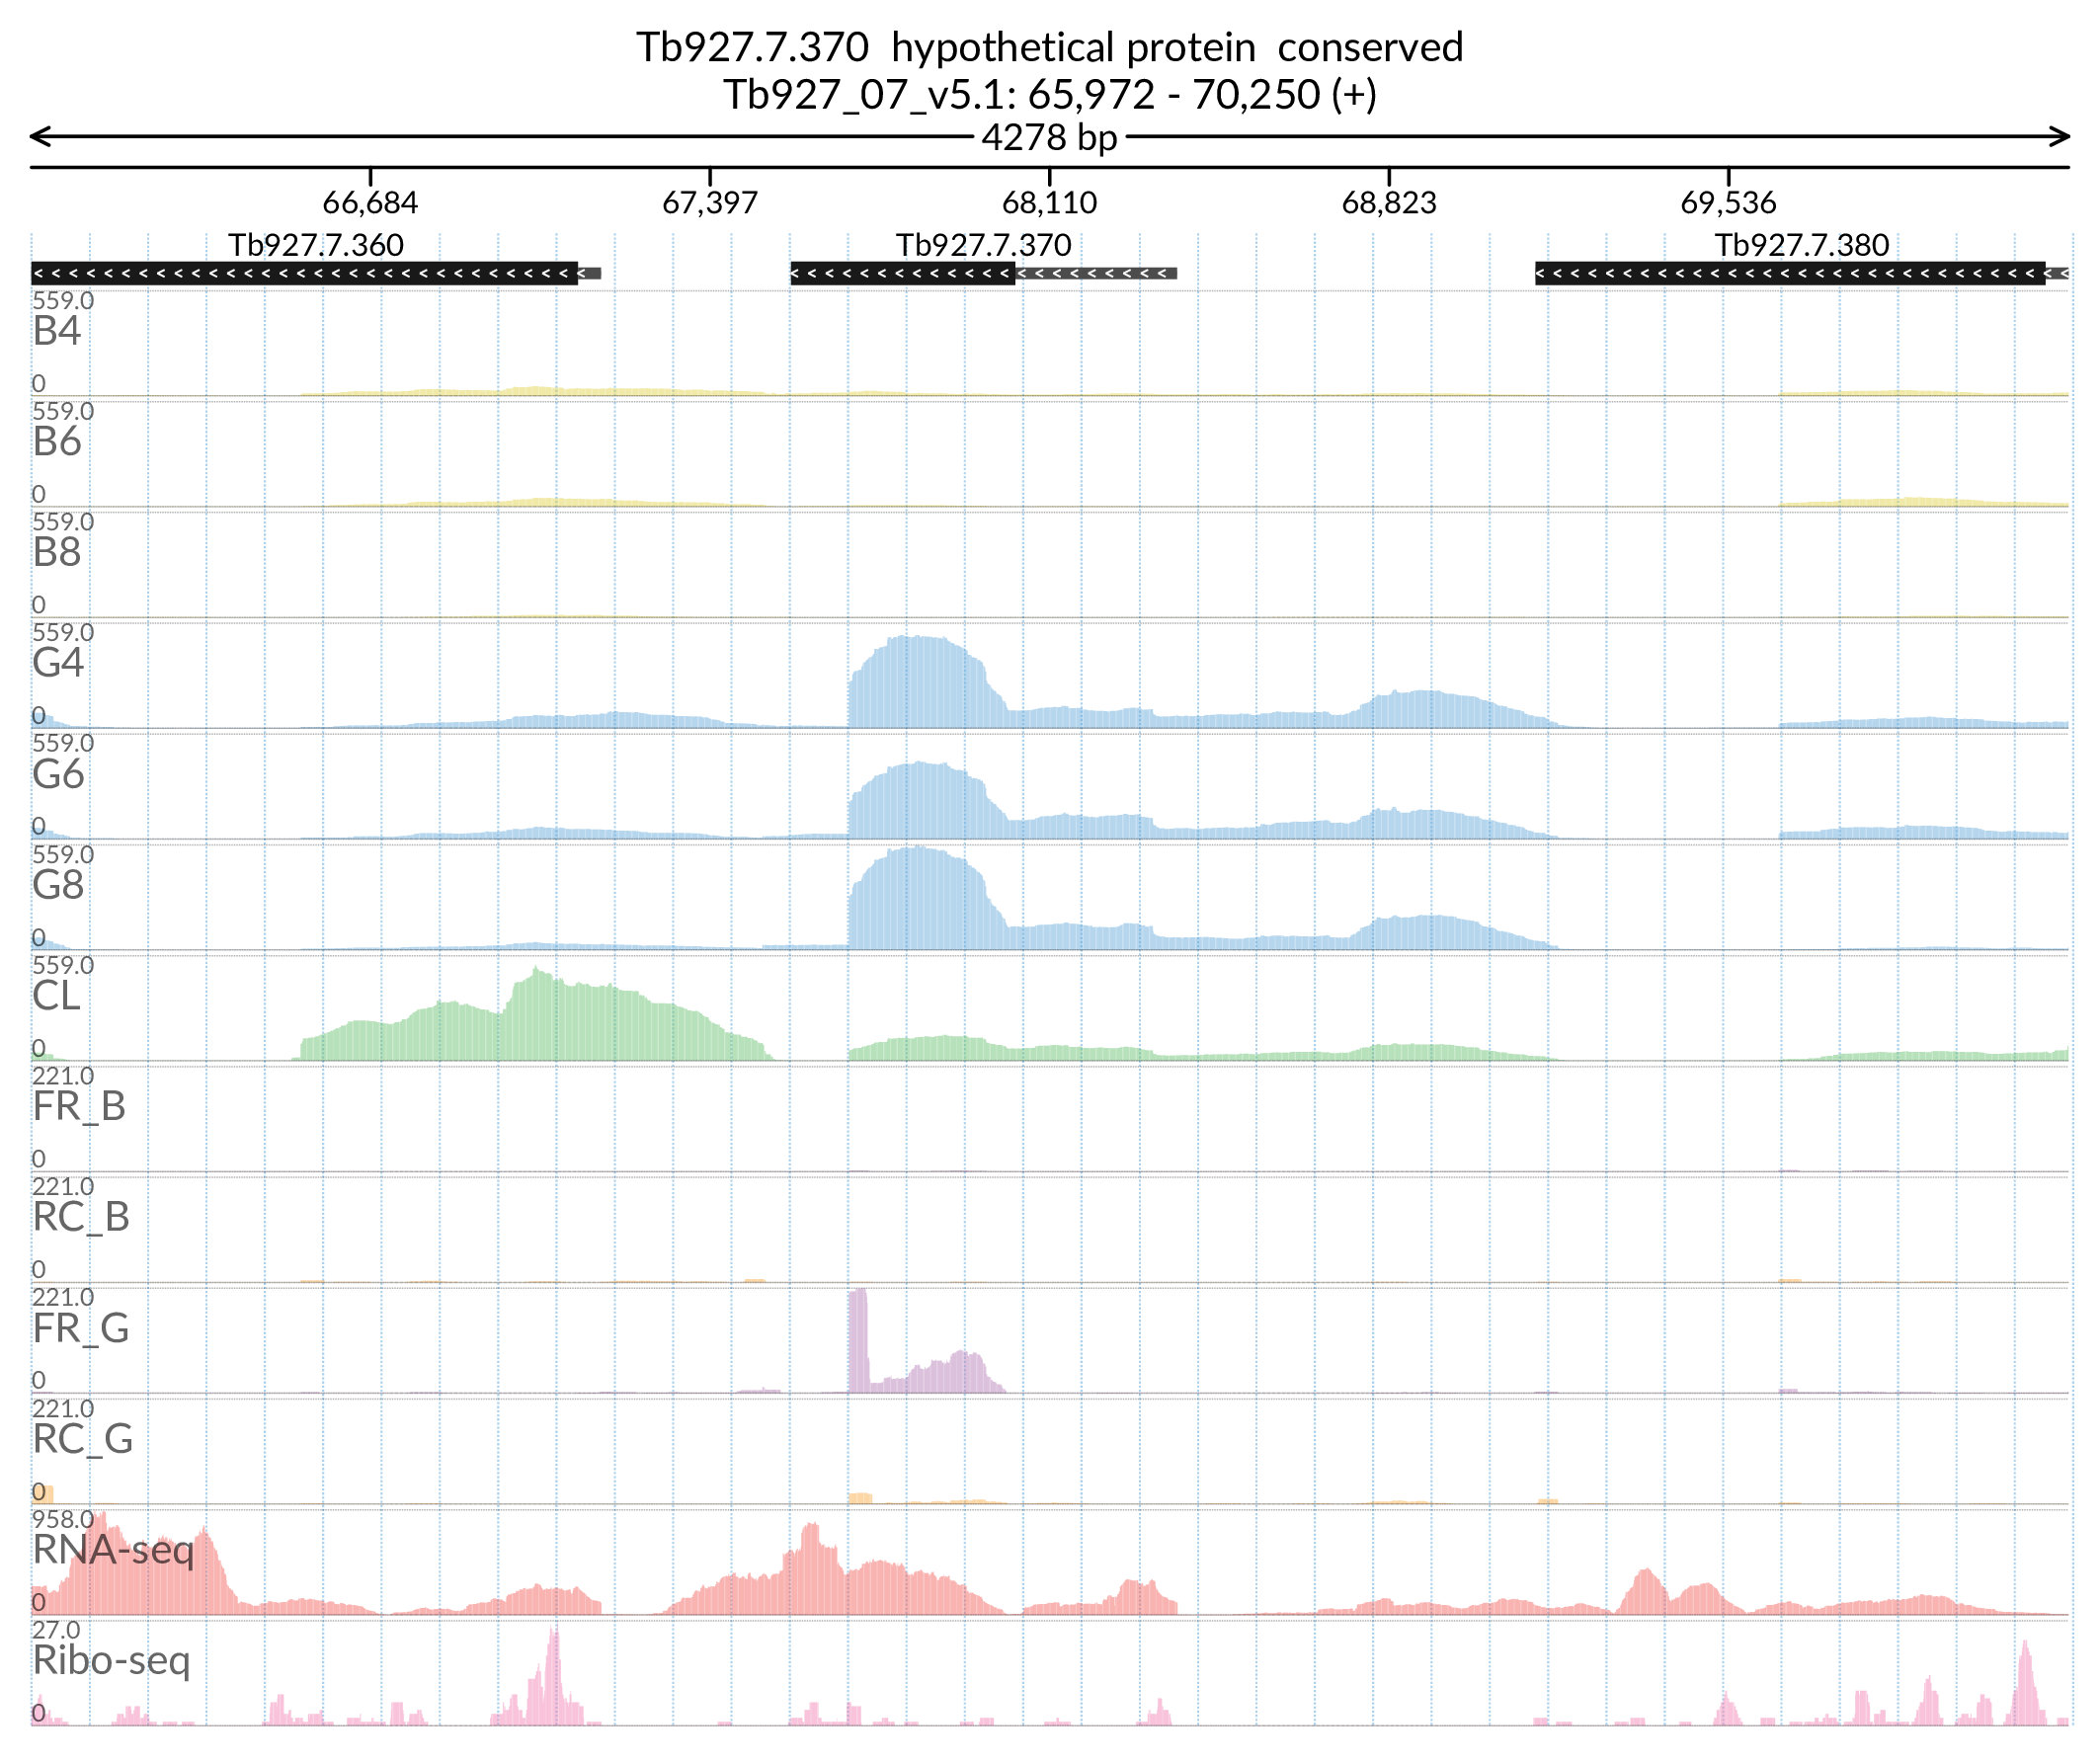 Tb927.7.370  hypothetical protein  conserved
Tb927_07_v5.1: 65,972 - 70,250 (+)
4278 bp
66,684 67,397 68,110 68,823 69,536
Tb927.7.360 Tb927.7.370 Tb927.7.380
559.0
B4
0
559.0
B6
0
559.0
B8
0
559.0
G4
0
559.0
G6
0
559.0
G8
0
559.0
CL
0
221.0
FR_B
0
221.0
RC_B
0
221.0
FR_G
0
221.0
RC_G
0
958.0
RNA-seq
0
27.0
Ribo-seq
0